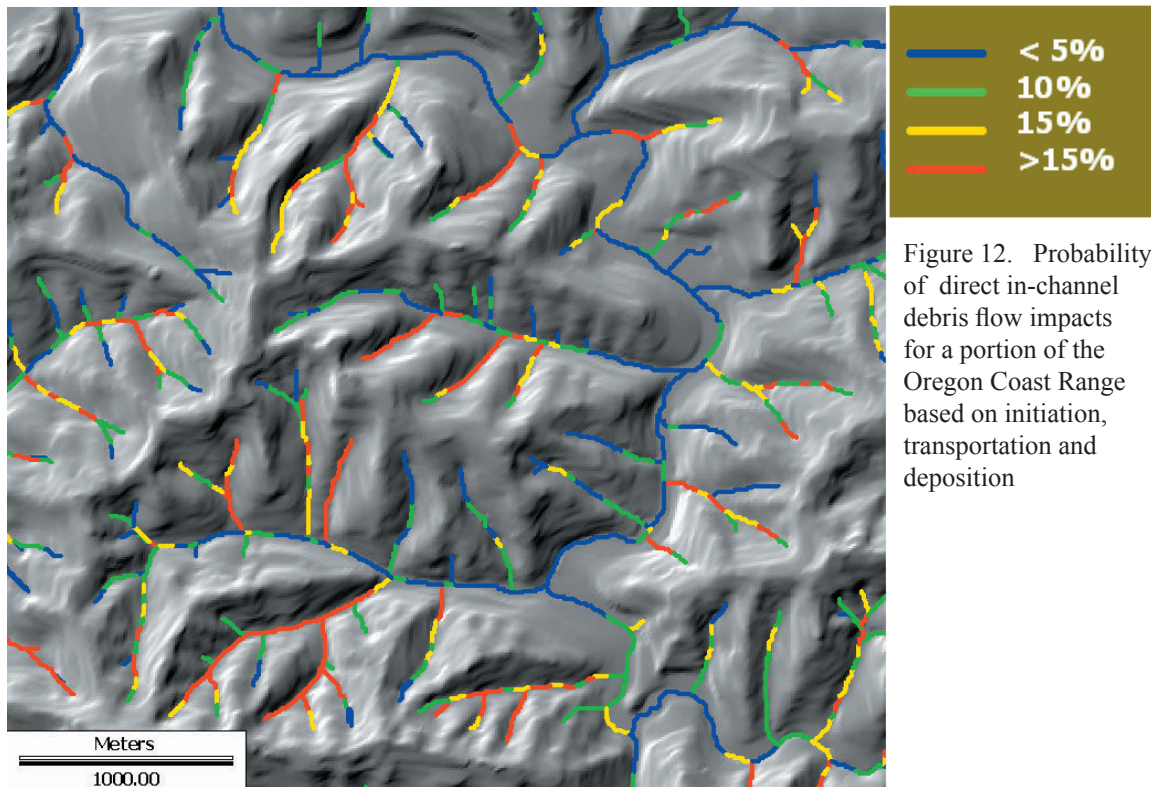 < 5%
10%
15%
>15%
Figure 12. Probability
of direct in-channel
debris flow impacts
for a portion of the
Oregon Coast Range
based on initiation,
transportation and
deposition
Meters
1000.00